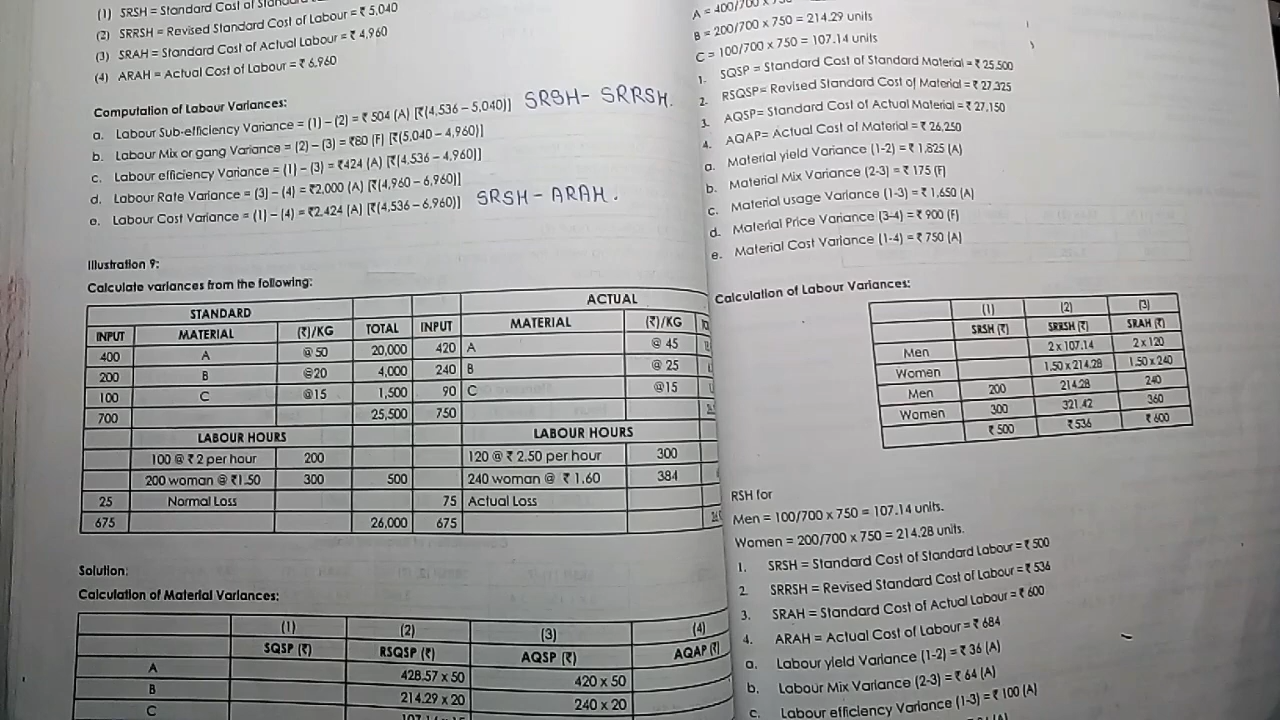 (1) SRSH = Standard Cost of
(2) SRRSH = Revised Standard Cost of Labour = ₹ 5,040
(3) SRAH = Standard Cost of Actual Labour = ₹ 4,960
(4) ARAH = Actual Cost of Labour = ₹ 6,960
Computation of Labour Variances:
a. Labour Sub-efficiency Variance = (1) – (2) = ₹ 504 (A) [₹(4,536 – 5,040)] SRSH - SRRSH.
b. Labour Mix or gang Variance = (2) – (3) = ₹80 (F) [₹(5,040 – 4,960)]
c. Labour efficiency Variance = (1) – (3) = ₹424 (A) [₹(4,536 – 4,960)]
d. Labour Rate Variance = (3) – (4) = ₹2,000 (A) [₹(4,960 – 6,960)]
e. Labour Cost Variance = (1) – (4) = ₹2,424 (A) [₹(4,536 – 6,960)] SRSH - ARAH.
Illustration 9:
Calculate variances from the following:
STANDARD ACTUAL
INPUT MATERIAL (₹)/KG TOTAL INPUT MATERIAL (₹)/KG
400 A @ 50 20,000 420 A @ 45
200 B @20 4,000 240 B @ 25
100 C @15 1,500 90 C @15
700 25,500 750
LABOUR HOURS LABOUR HOURS
100 @ ₹ 2 per hour 200 120 @ ₹ 2.50 per hour 300
200 woman @ ₹1.50 300 500 240 woman @ ₹ 1.60 384
25 Normal Loss 75 Actual Loss
675 26,000 675
Solution:
Calculation of Material Variances:
(1) (2) (3) (4)
SQSP (₹) RSQSP (₹) AQSP (₹) AQAP (₹)
A 428.57 x 50 420 x 50
B 214.29 x 20 240 x 20
C
A = 400/700 x
B = 200/700 x 750 = 214.29 units
C = 100/700 x 750 = 107.14 units
1. SQSP = Standard Cost of Standard Material = ₹ 25,500
2. RSQSP= Revised Standard Cost of Material = ₹ 27,325
3. AQSP= Standard Cost of Actual Material = ₹ 27,150
4. AQAP= Actual Cost of Material = ₹ 26,250
a. Material yield Variance (1-2) = ₹ 1,825 (A)
b. Material Mix Variance (2-3) = ₹ 175 (F)
c. Material usage Variance (1-3) = ₹ 1,650 (A)
d. Material Price Variance (3-4) = ₹ 900 (F)
e. Material Cost Variance (1-4) = ₹ 750 (A)
Calculation of Labour Variances:
(1) (2) (3)
SRSH (₹) SRRSH (₹) SRAH (₹)
Men 2 x 107.14 2 x 120
Women 1.50 x 214.28 1.50 x 240
Men 200 214.28 240
Women 300 321.42 360
₹ 500 ₹ 536 ₹ 600
RSH for
Men = 100/700 x 750 = 107.14 units.
Women = 200/700 x 750 = 214.28 units.
1. SRSH = Standard Cost of Standard Labour = ₹ 500
2 SRRSH = Revised Standard Cost of Labour = ₹ 536
3. SRAH = Standard Cost of Actual Labour = ₹ 600
4. ARAH = Actual Cost of Labour = ₹ 684
a. Labour yield Variance (1-2) = ₹ 36 (A)
b. Labour Mix Variance (2-3) = ₹ 64 (A)
c. Labour efficiency Variance (1-3) = ₹ 100 (A)